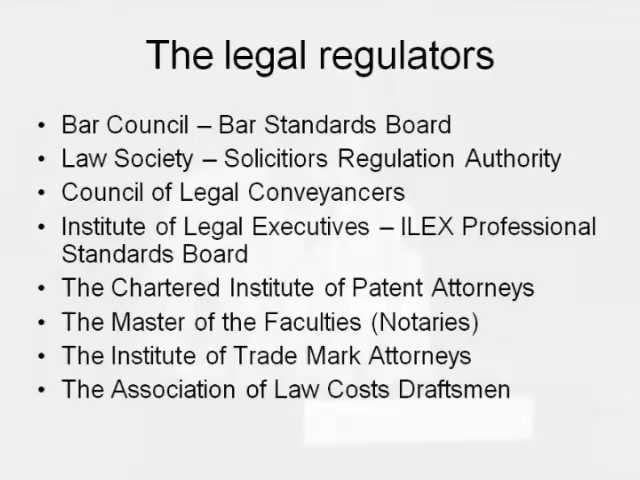 The legal regulators
• Bar Council – Bar Standards Board
• Law Society – Solicitiors Regulation Authority
• Council of Legal Conveyancers
• Institute of Legal Executives – ILEX Professional
Standards Board
• The Chartered Institute of Patent Attorneys
• The Master of the Faculties (Notaries)
• The Institute of Trade Mark Attorneys
• The Association of Law Costs Draftsmen